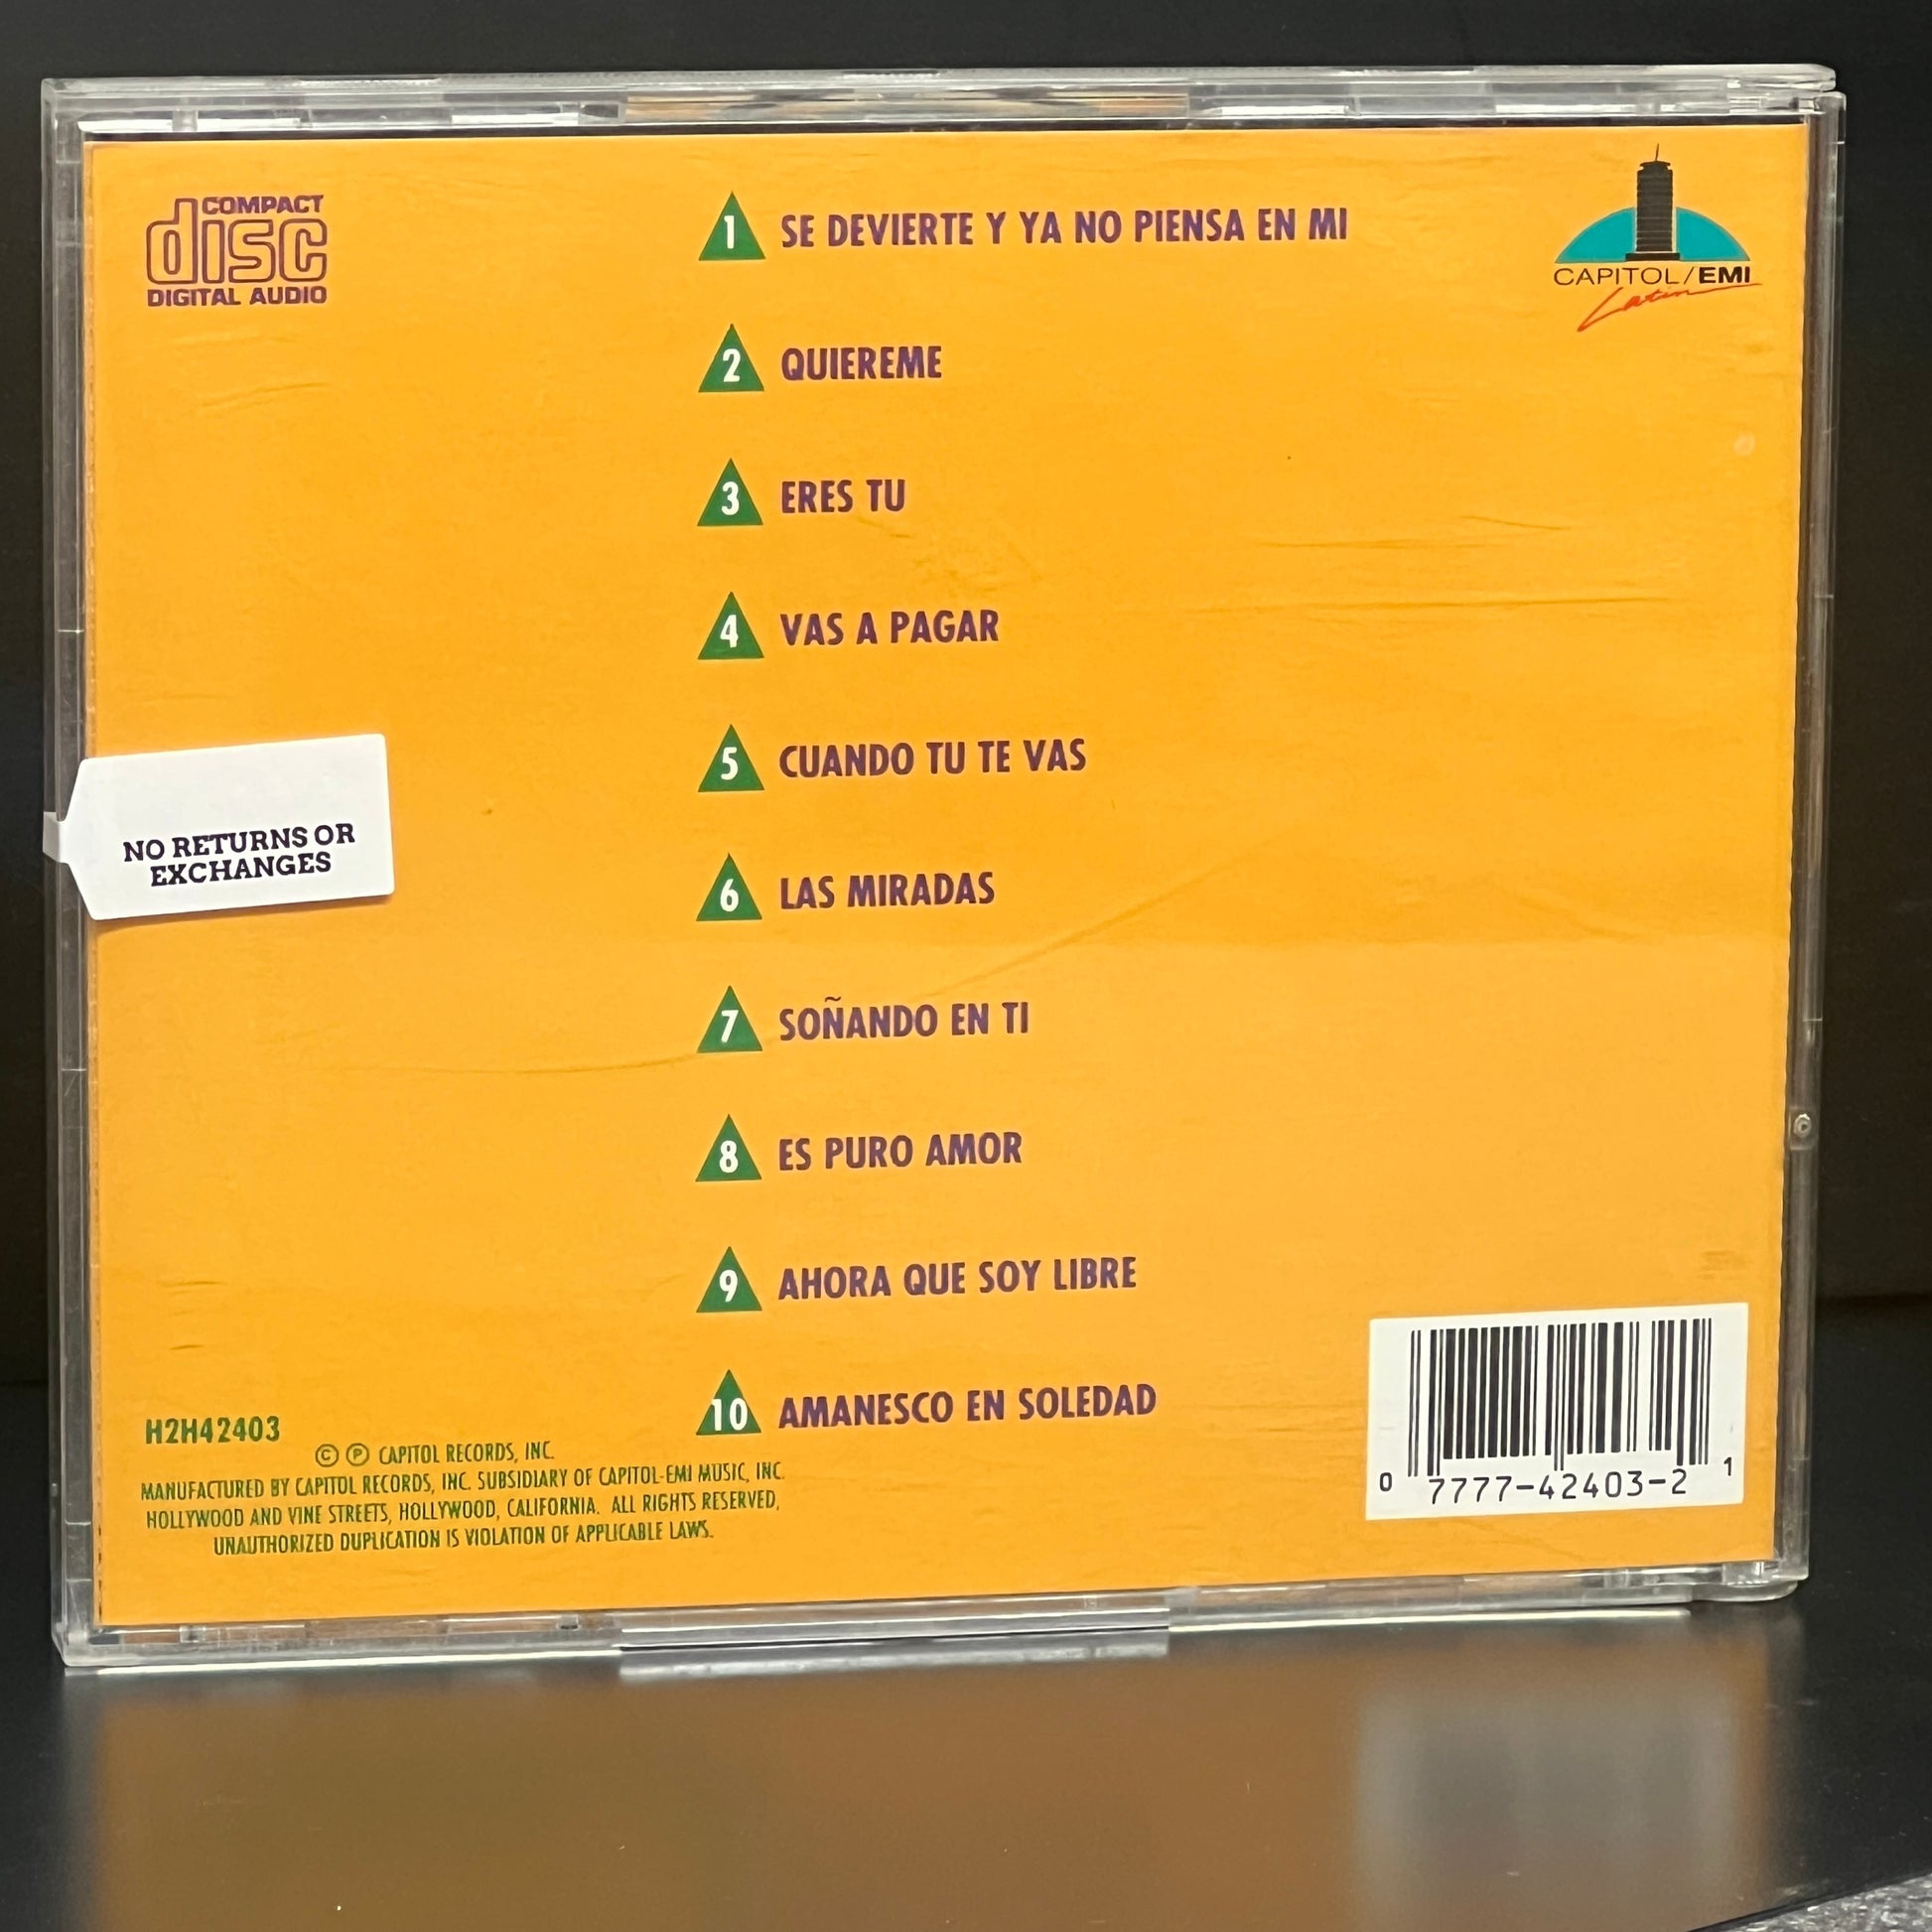 COMPACT
disc
DIGITAL AUDIO
1 SE DEVIERTE Y YA NO PIENSA EN MI
CAPITOL/EMI
Latin
2 QUIEREME
3 ERES TU
4 VAS A PAGAR
5 CUANDO TU TE VAS
NO RETURNS OR
EXCHANGES
6 LAS MIRADAS
7 SOÑANDO EN TI
8 ES PURO AMOR
9 AHORA QUE SOY LIBRE
10 AMANESCO EN SOLEDAD
H2H42403
© ℗ CAPITOL RECORDS, INC.
MANUFACTURED BY CAPITOL RECORDS, INC. SUBSIDIARY OF CAPITOL-EMI MUSIC, INC.
HOLLYWOOD AND VINE STREETS, HOLLYWOOD, CALIFORNIA. ALL RIGHTS RESERVED,
UNAUTHORIZED DUPLICATION IS VIOLATION OF APPLICABLE LAWS.
0 7777-42403-2 1